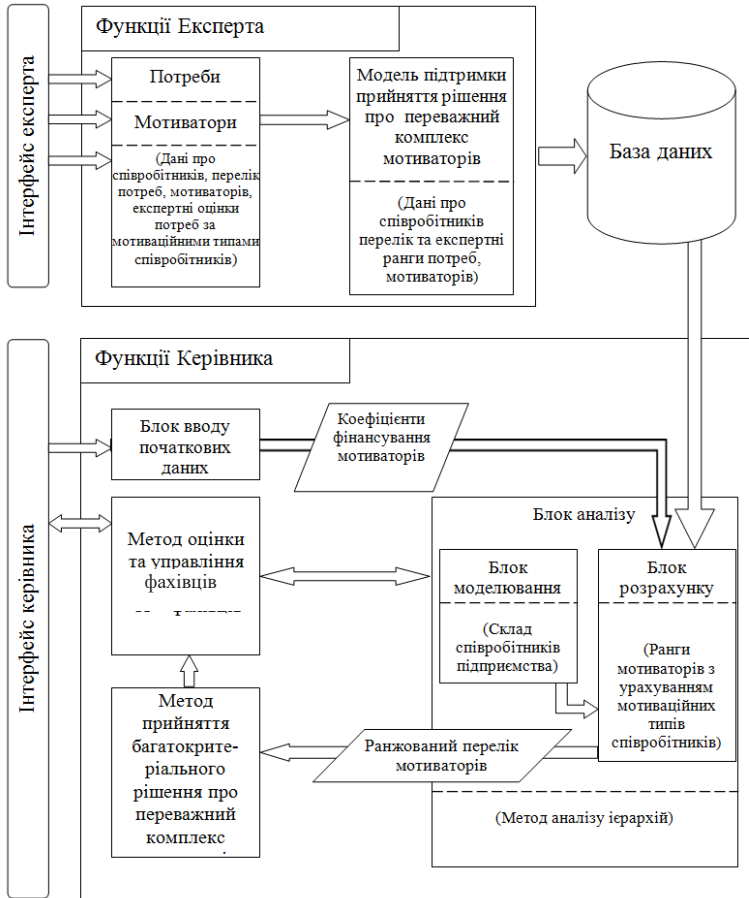 Інтерфейс експерта
Функції Експерта
Потреби
Мотиватори
(Дані про
співробітників, перелік
потреб, мотиваторів,
експертні оцінки
потреб за
мотиваційними типами
співробітників)
Модель підтримки
прийняття рішення
про переважний
комплекс
мотиваторів
(Дані про
співробітників
перелік та експертні
ранги потреб,
мотиваторів)
База даних
Інтерфейс керівника
Функції Керівника
Блок вводу
початкових
даних
Коефіцієнти
фінансування
мотиваторів
Метод оцінки
та управління
фахівців
Блок аналізу
Блок
моделювання
(Склад
співробітників
підприємства)
Блок
розрахунку
(Ранги
мотиваторів з
урахуванням
мотиваційних
типів
співробітників)
Метод
прийняття
багатокрите-
ріального
рішення про
переважний
комплекс
Ранжований перелік
мотиваторів
(Метод аналізу ієрархій)